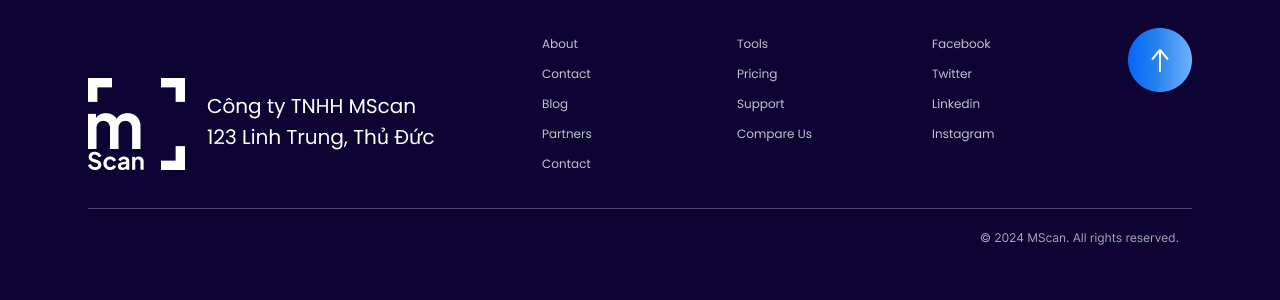 m
Scan
Công ty TNHH MScan
123 Linh Trung, Thủ Đức
About
Contact
Blog
Partners
Contact
Tools
Pricing
Support
Compare Us
Facebook
Twitter
Linkedin
Instagram
© 2024 MScan. All rights reserved.